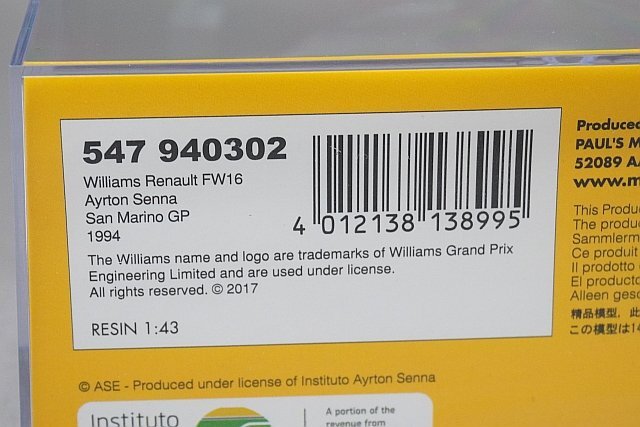 547 940302
Williams Renault FW16
Ayrton Senna
San Marino GP
1994
4 012138 138995
The Williams name and logo are trademarks of Williams Grand Prix
Engineering Limited and are used under license.
All rights reserved. © 2017
RESIN 1:43
© ASE - Produced under license of Instituto Ayrton Senna
Instituto
A portion of the
revenue from
Produced
PAUL'S M
52089 A
www.m
This Produ
The produc
Sammlerm
Ce produit
Il prodotto
El producto
Alleen gesc
精品模型，此
この模型は14